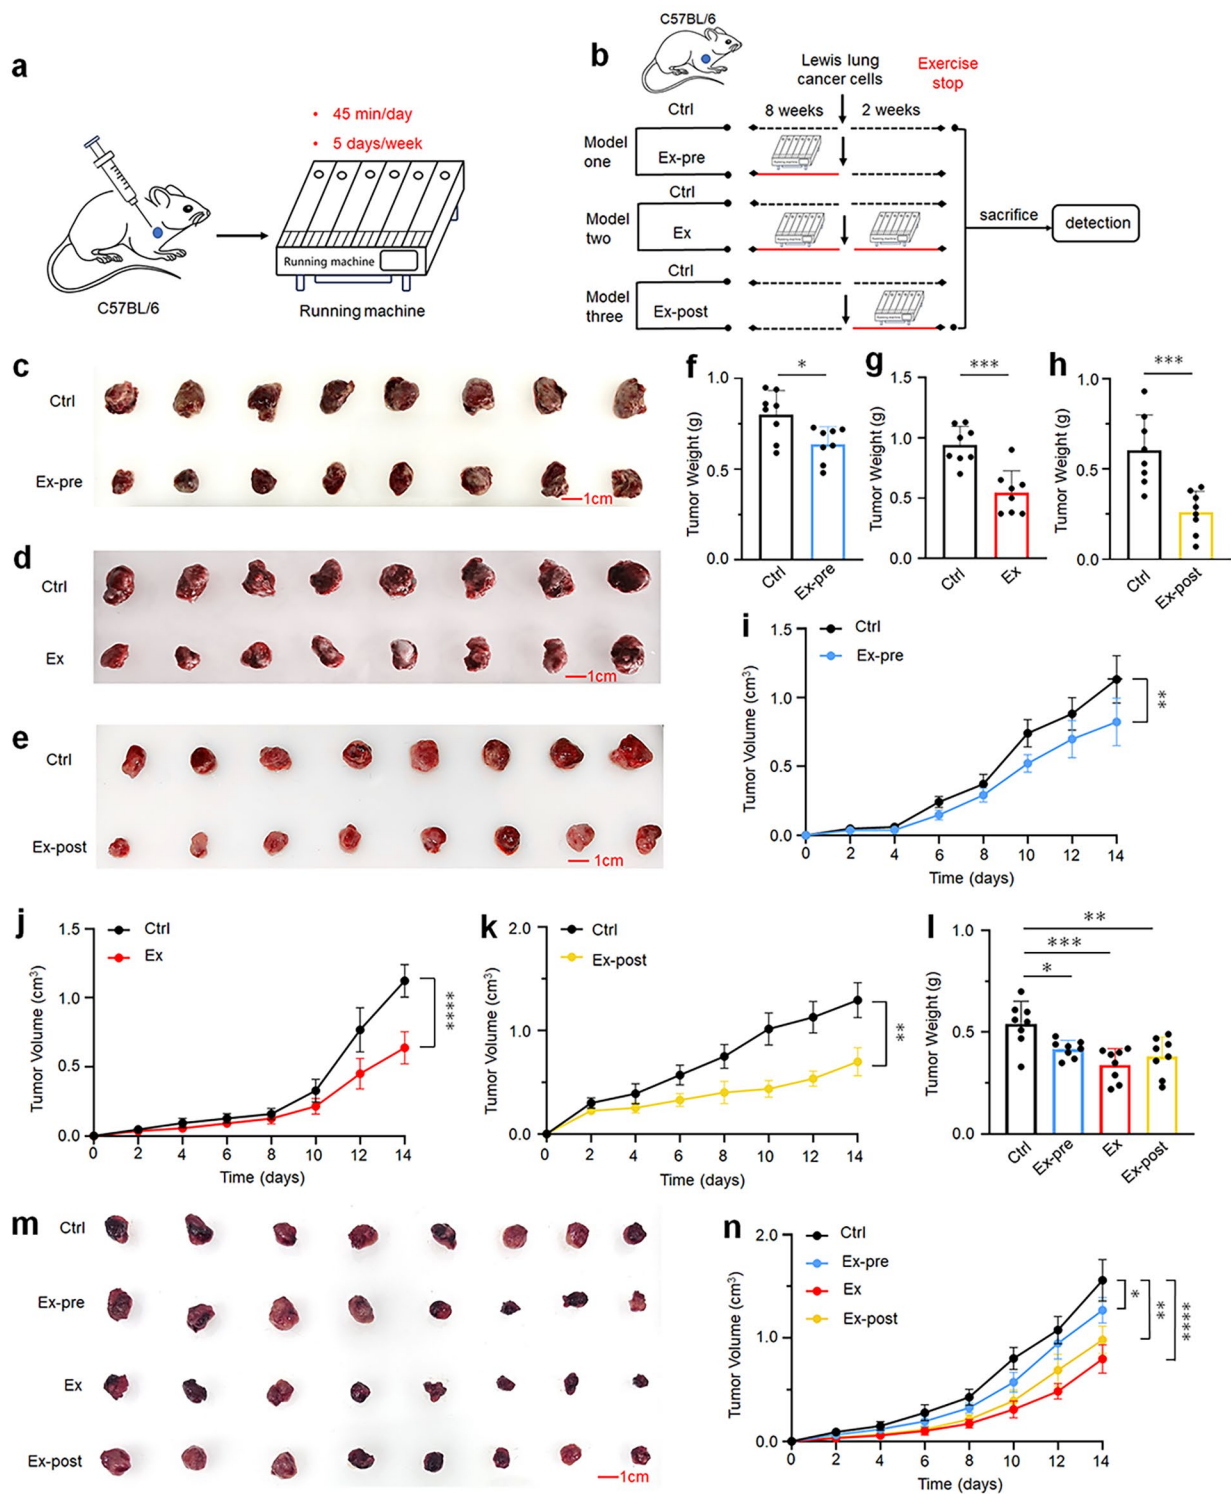 a
• 45 min/day
• 5 days/week
Running machine
C57BL/6
Running machine
b
C57BL/6
Lewis lung
cancer cells
Exercise
stop
Ctrl
8 weeks
2 weeks
Model
one
Ex-pre
Ctrl
Model
two
Ex
Ctrl
Model
three
Ex-post
sacrifice
detection
c
Ctrl
Ex-pre
1cm
d
Ctrl
Ex
1cm
e
Ctrl
Ex-post
1cm
f
*
Tumor Weight (g)
1.0
0.5
0.0
Ctrl
Ex-pre
g
***
Tumor Weight (g)
1.5
1.0
0.5
0.0
Ctrl
Ex
h
***
Tumor Weight (g)
1.0
0.5
0.0
Ctrl
Ex-post
i
Ctrl
Ex-pre
Tumor Volume (cm³)
1.5
1.0
0.5
0.0
**
0 2 4 6 8 10 12 14
Time (days)
j
Ctrl
Ex
Tumor Volume (cm³)
1.5
1.0
0.5
0.0
****
0 2 4 6 8 10 12 14
Time (days)
k
Ctrl
Ex-post
Tumor Volume (cm³)
2.0
1.0
0.0
**
0 2 4 6 8 10 12 14
Time (days)
l
**
***
*
Tumor Weight (g)
1.0
0.5
0.0
Ctrl
Ex-pre
Ex
Ex-post
m
Ctrl
Ex-pre
Ex
Ex-post
1cm
n
Ctrl
Ex-pre
Ex
Ex-post
Tumor Volume (cm³)
2.0
1.0
0.0
*
**
****
0 2 4 6 8 10 12 14
Time (days)